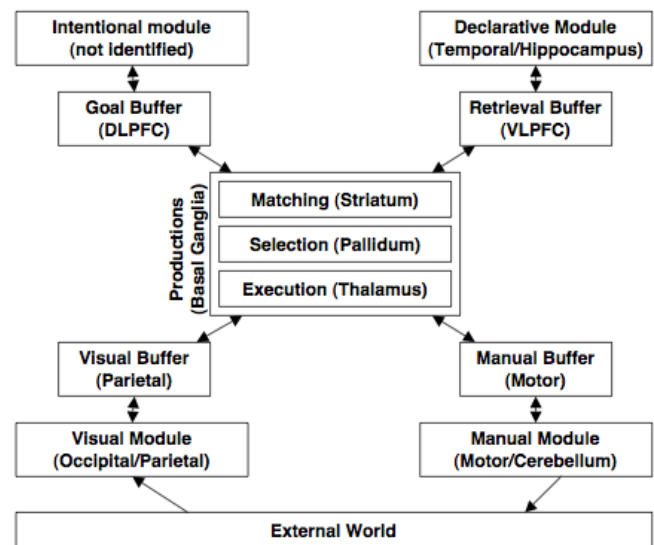 Intentional module
(not identified)
Declarative Module
(Temporal/Hippocampus)
Goal Buffer
(DLPFC)
Retrieval Buffer
(VLPFC)
Productions
(Basal Ganglia)
Matching (Striatum)
Selection (Pallidum)
Execution (Thalamus)
Visual Buffer
(Parietal)
Manual Buffer
(Motor)
Visual Module
(Occipital/Parietal)
Manual Module
(Motor/Cerebellum)
External World